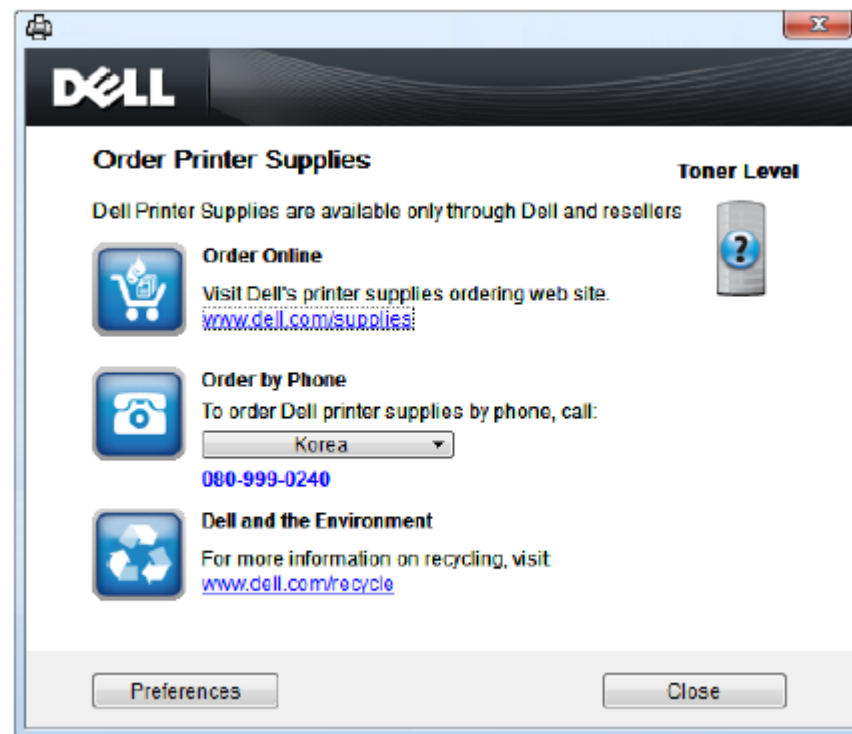 DELL
Order Printer Supplies
Toner Level
Dell Printer Supplies are available only through Dell and resellers
?
Order Online
Visit Dell's printer supplies ordering web site.
www.dell.com/supplies
Order by Phone
To order Dell printer supplies by phone, call:
Korea
080-999-0240
Dell and the Environment
For more information on recycling, visit
www.dell.com/recycle
Preferences
Close